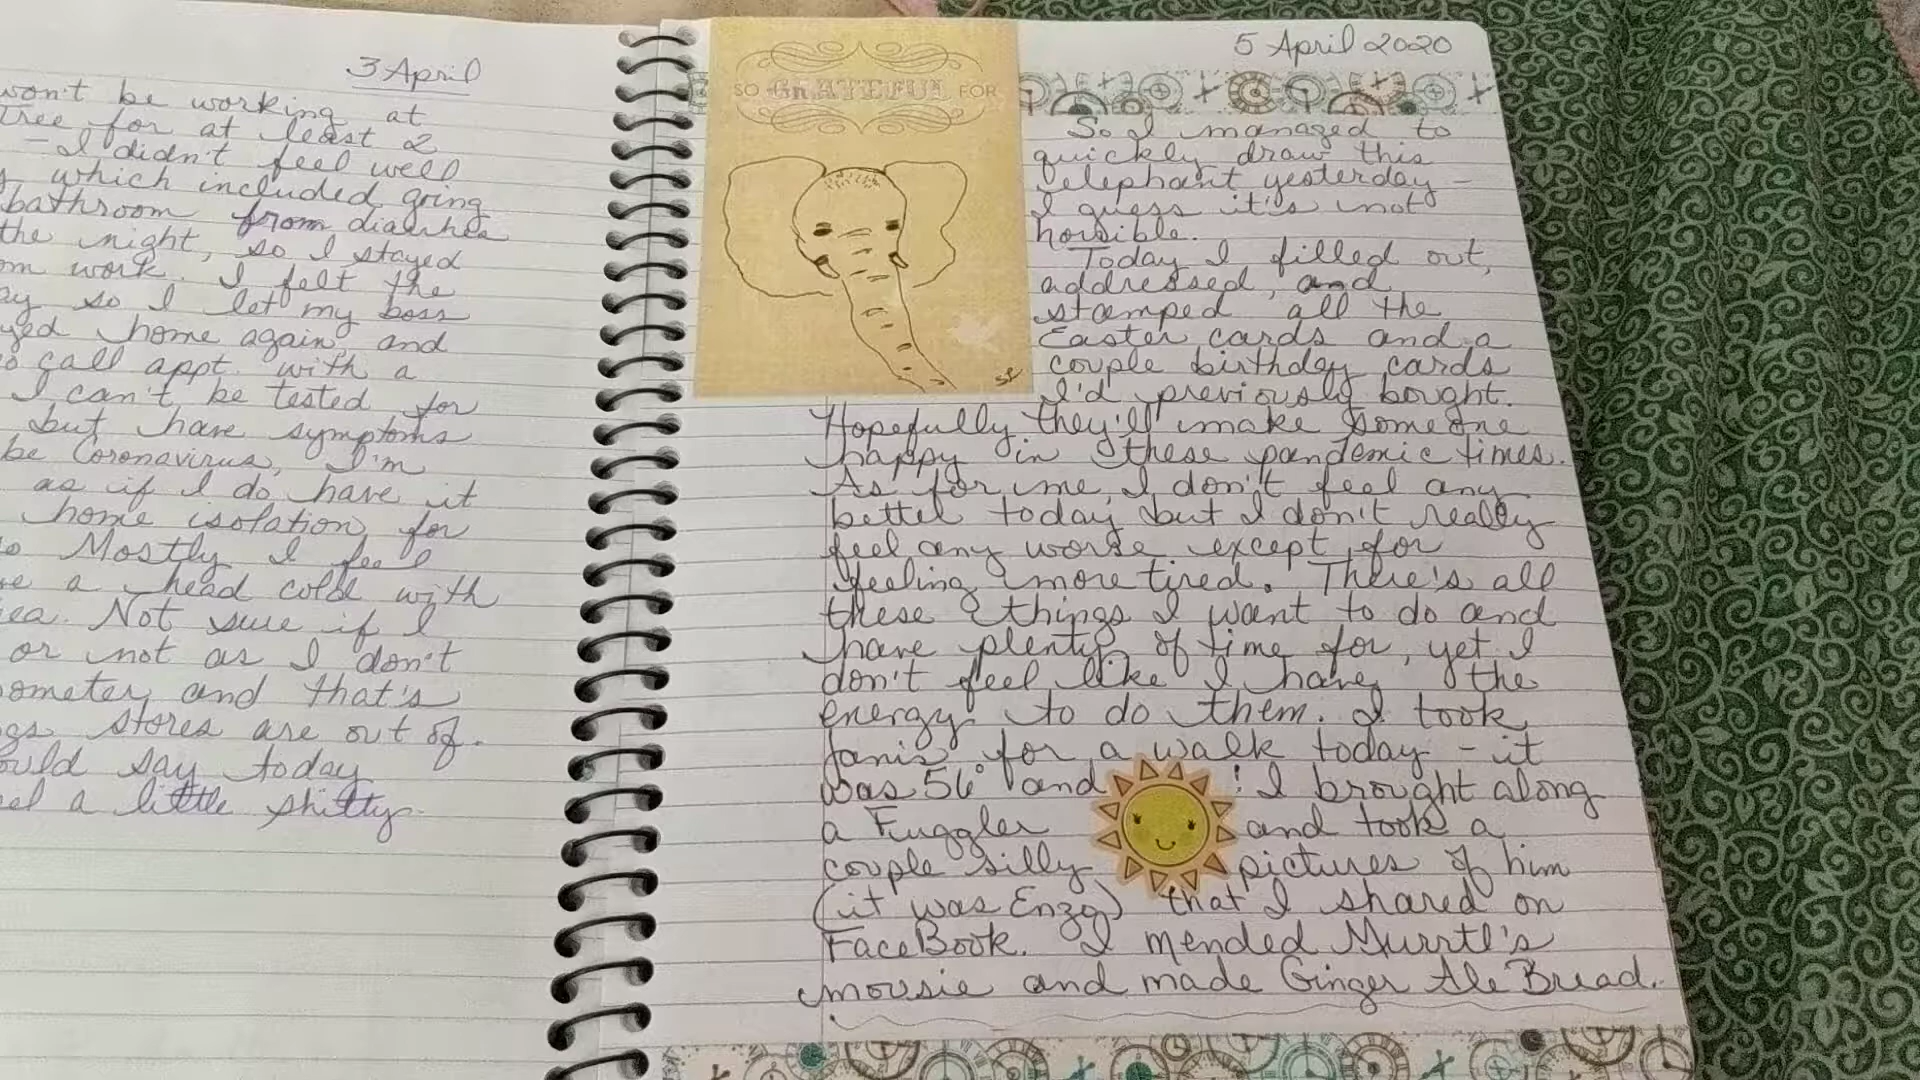 3 April
won't be working at
Tree for at least 2
- I didn't feel well
which included going
bathroom from diarrhea
the night, so I stayed
om work. I felt the
ay so I let my boss
yed home again and
call appt. with a
I can't be tested for
but have symptoms
be Coronavirus, I'm
as if I do have it
home isolation for
Mostly I feel
a head cold with
ea. Not sure if I
or not as I don't
ometer and that's
gs stores are out of.
ould say today
el a little shitty.
5 April 2020
SO GRATEFUL FOR
So I managed to
quickly draw this
elephant yesterday -
I guess it's not
horrible.
Today I filled out,
addressed, and
stamped all the
Easter cards and a
couple birthday cards
I'd previously bought.
Hopefully they'll make someone
happy in these pandemic times.
As for me, I don't feel any
better today but I don't really
feel any worse except for
feeling more tired. There's all
these things I want to do and
have plenty of time for, yet I
don't feel like I have the
energy to do them. I took
Janis for a walk today - it
was 56° and ! I brought along
a Fuggler and took a
couple silly pictures of him
(it was Enzo) that I shared on
FaceBook. I mended Murrtl's
mousie and made Ginger Ale Bread.